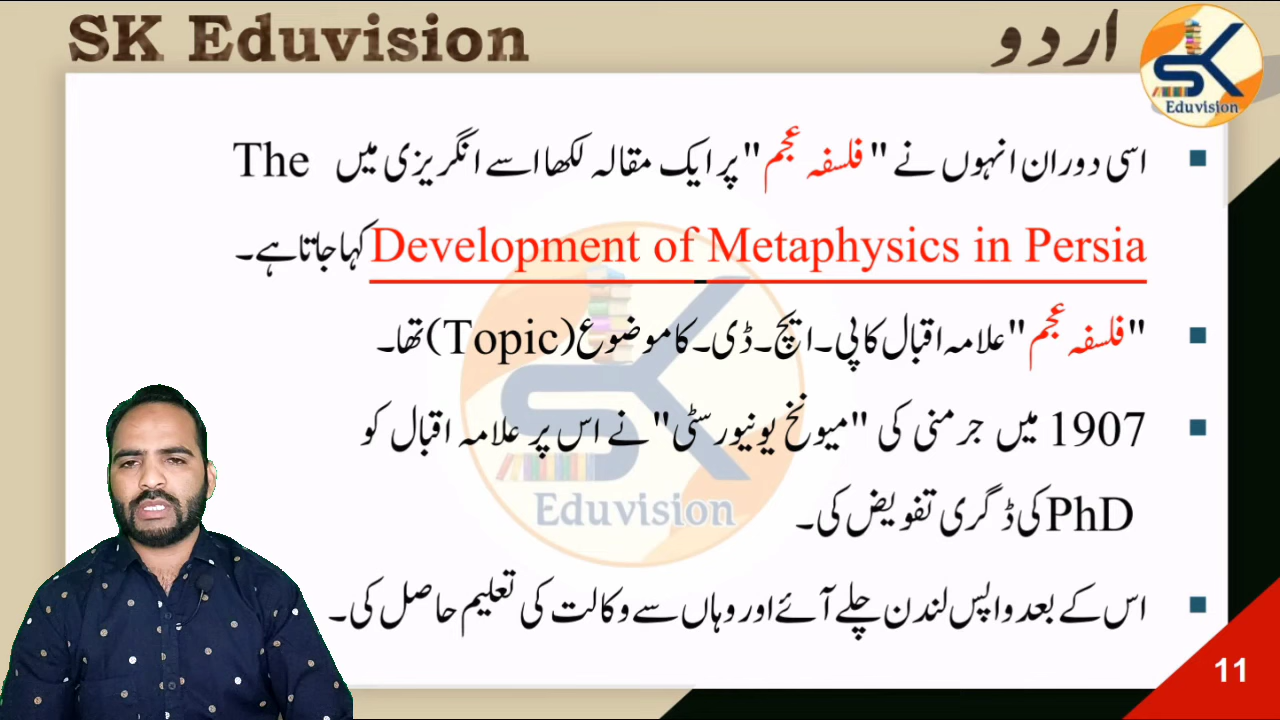 SK Eduvision
اردو
SK
Eduvision
اسی دوران انہوں نے "فلسفہ عجم" پر ایک مقالہ لکھا اسے انگریزی میں The
Development of Metaphysics in Persia کہا جاتا ہے۔
"فلسفہ عجم" علامہ اقبال کا پی۔ ایچ۔ ڈی۔ کا موضوع (Topic) تھا۔
1907 میں جرمنی کی "میونخ یونیورسٹی" نے اس پر علامہ اقبال کو
PhD کی ڈگری تفویض کی۔
اس کے بعد واپس لندن چلے آئے اور وہاں سے وکالت کی تعلیم حاصل کی۔
SK
Eduvision
11